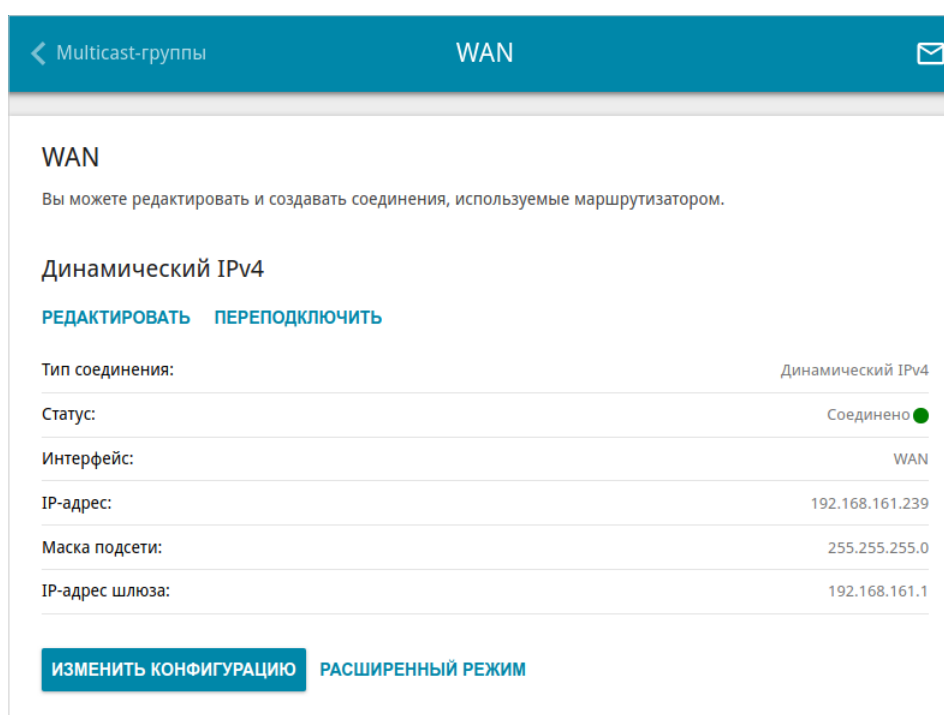 Multicast-группы
WAN
WAN
Вы можете редактировать и создавать соединения, используемые маршрутизатором.
Динамический IPv4
РЕДАКТИРОВАТЬ ПЕРЕПОДКЛЮЧИТЬ
Тип соединения: Динамический IPv4
Статус: Соединено
Интерфейс: WAN
IP-адрес: 192.168.161.239
Маска подсети: 255.255.255.0
IP-адрес шлюза: 192.168.161.1
ИЗМЕНИТЬ КОНФИГУРАЦИЮ РАСШИРЕННЫЙ РЕЖИМ